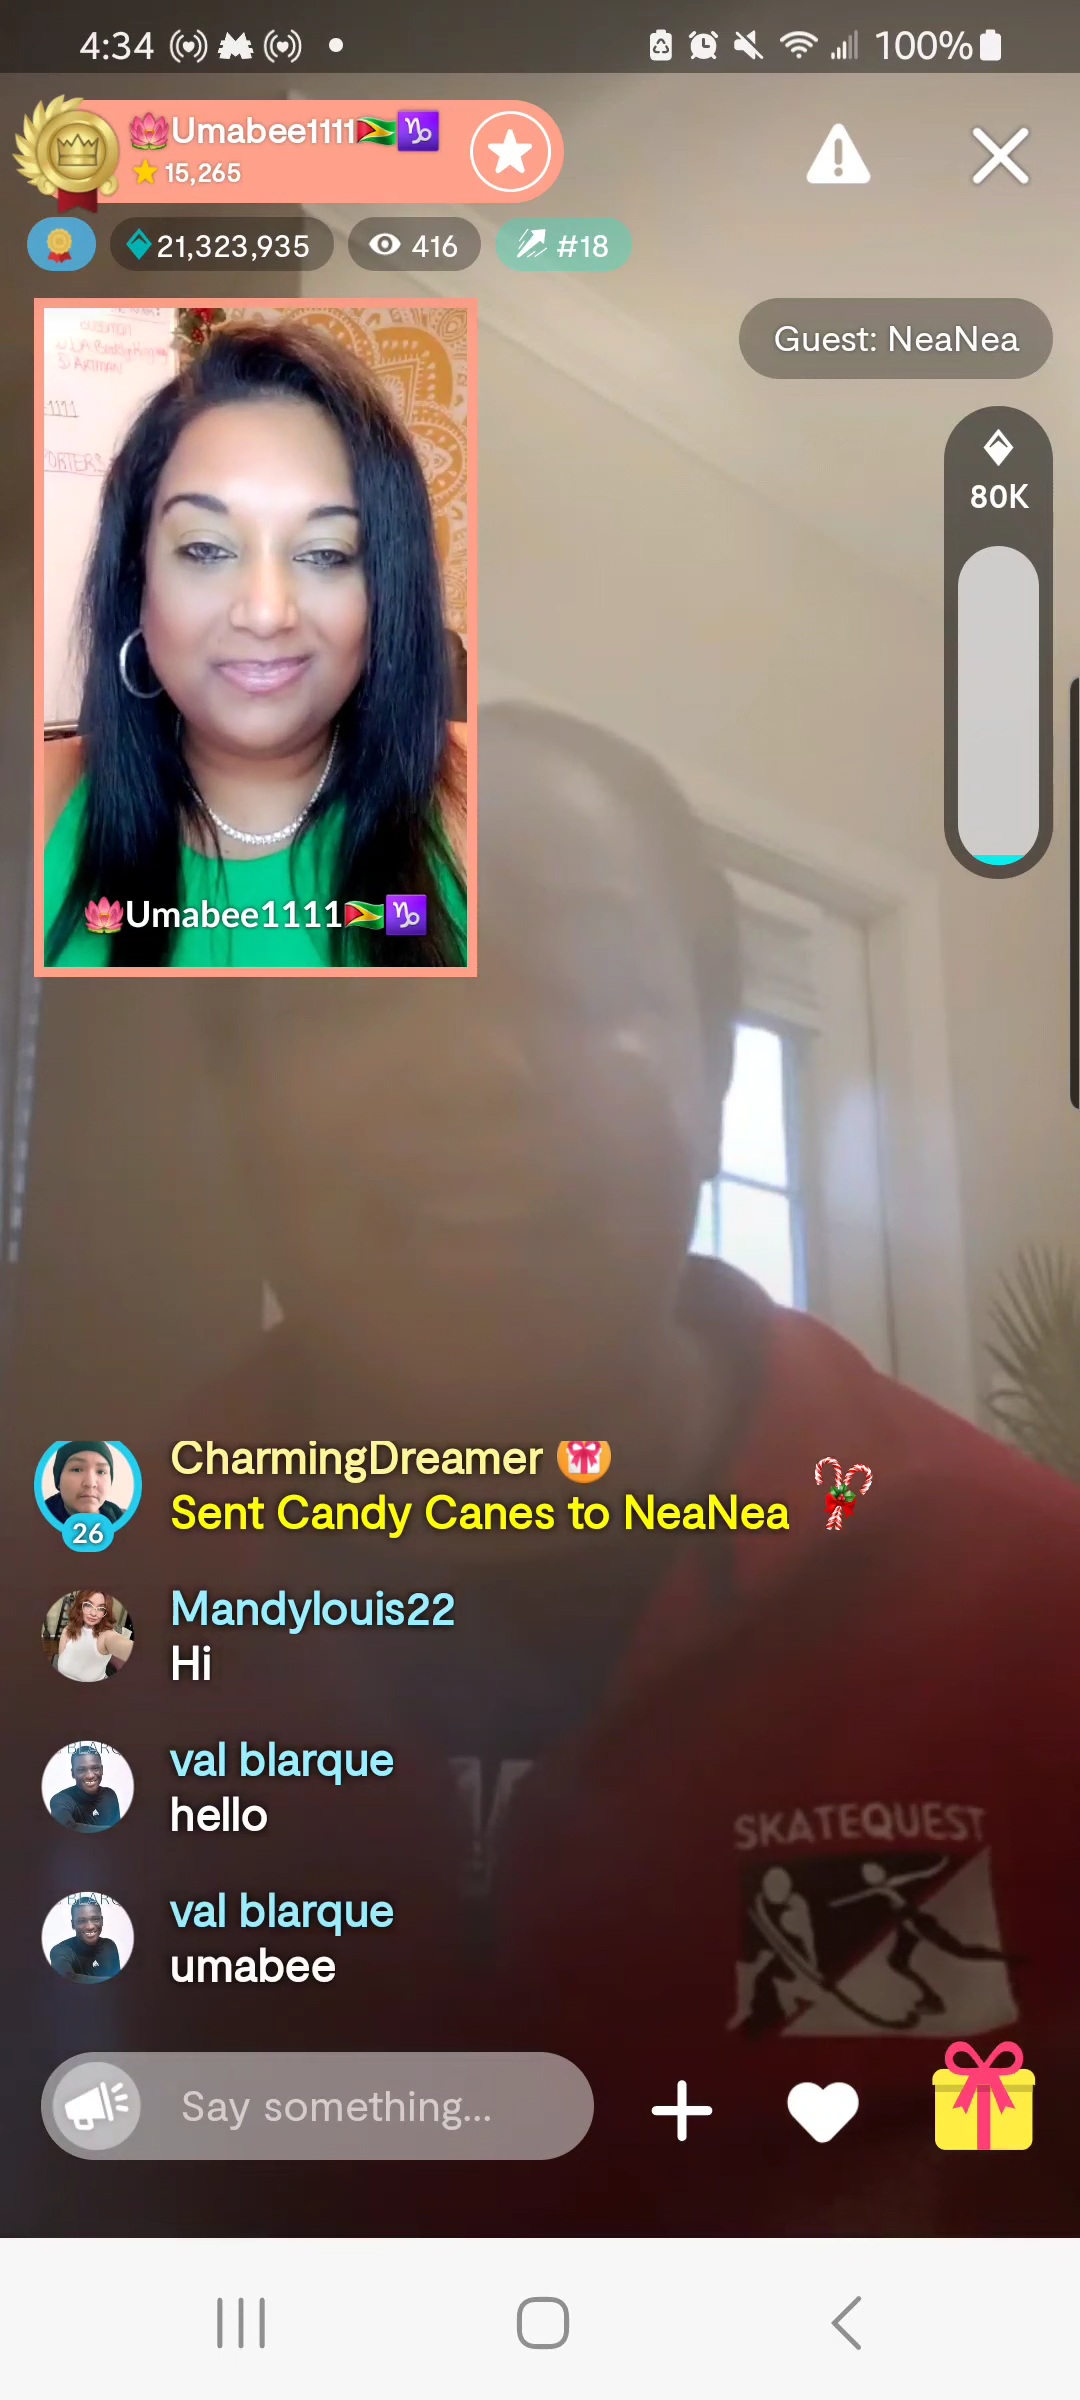 4:34
100%
🪷Umabee1111🇬🇾♑
15,265
21,323,935
416
#18
Guest: NeaNea
80K
🪷Umabee1111🇬🇾♑
CharmingDreamer
Sent Candy Canes to NeaNea
26
Mandylouis22
Hi
val blarque
hello
val blarque
umabee
SKATEQUEST
Say something...